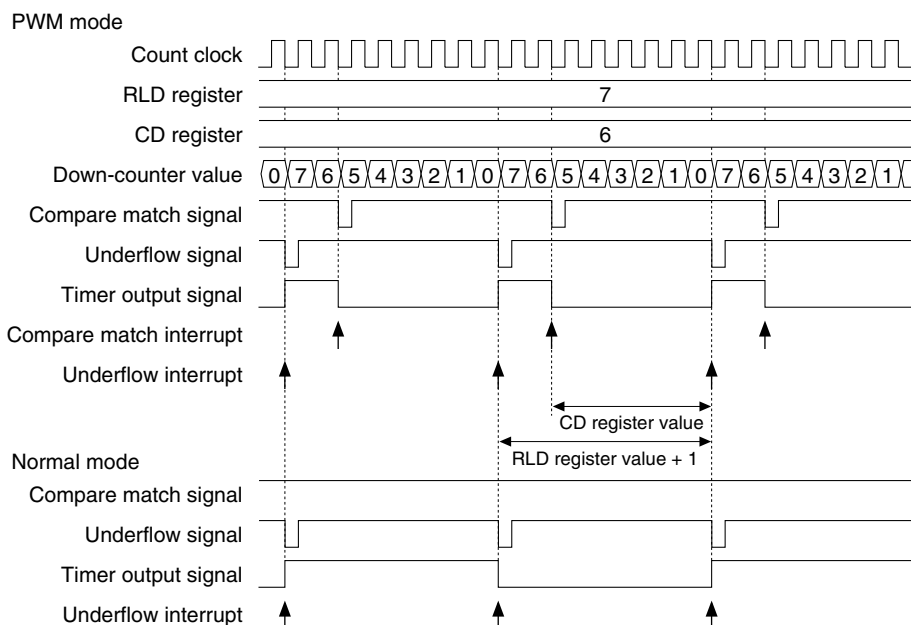 PWM mode
Count clock
RLD register 7
CD register 6
Down-counter value 0 7 6 5 4 3 2 1 0 7 6 5 4 3 2 1 0 7 6 5 4 3 2 1
Compare match signal
Underflow signal
Timer output signal
Compare match interrupt
Underflow interrupt
CD register value
RLD register value + 1
Normal mode
Compare match signal
Underflow signal
Timer output signal
Underflow interrupt